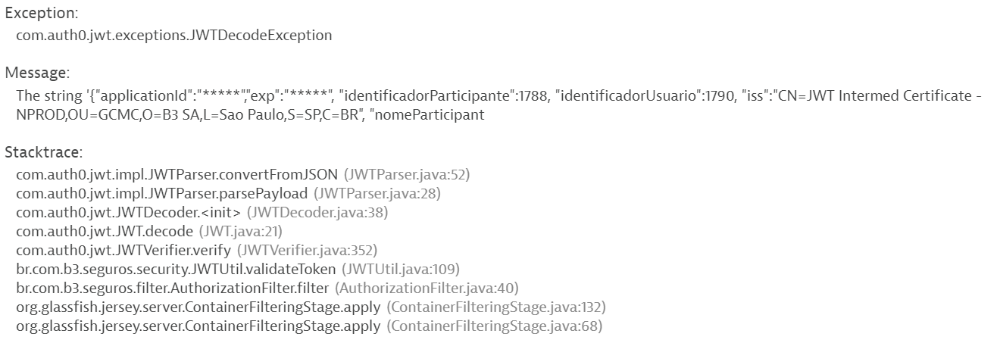 Exception:
com.auth0.jwt.exceptions.JWTDecodeException
Message:
The string '{"applicationId":"*****","exp":"*****", "identificadorParticipante":1788, "identificadorUsuario":1790, "iss":"CN=JWT Intermed Certificate -
NPROD,OU=GCMC,O=B3 SA,L=Sao Paulo,S=SP,C=BR", "nomeParticipant
Stacktrace:
com.auth0.jwt.impl.JWTParser.convertFromJSON (JWTParser.java:52)
com.auth0.jwt.impl.JWTParser.parsePayload (JWTParser.java:28)
com.auth0.jwt.JWTDecoder.<init> (JWTDecoder.java:38)
com.auth0.jwt.JWT.decode (JWT.java:21)
com.auth0.jwt.JWTVerifier.verify (JWTVerifier.java:352)
br.com.b3.seguros.security.JWTUtil.validateToken (JWTUtil.java:109)
br.com.b3.seguros.filter.AuthorizationFilter.filter (AuthorizationFilter.java:40)
org.glassfish.jersey.server.ContainerFilteringStage.apply (ContainerFilteringStage.java:132)
org.glassfish.jersey.server.ContainerFilteringStage.apply (ContainerFilteringStage.java:68)